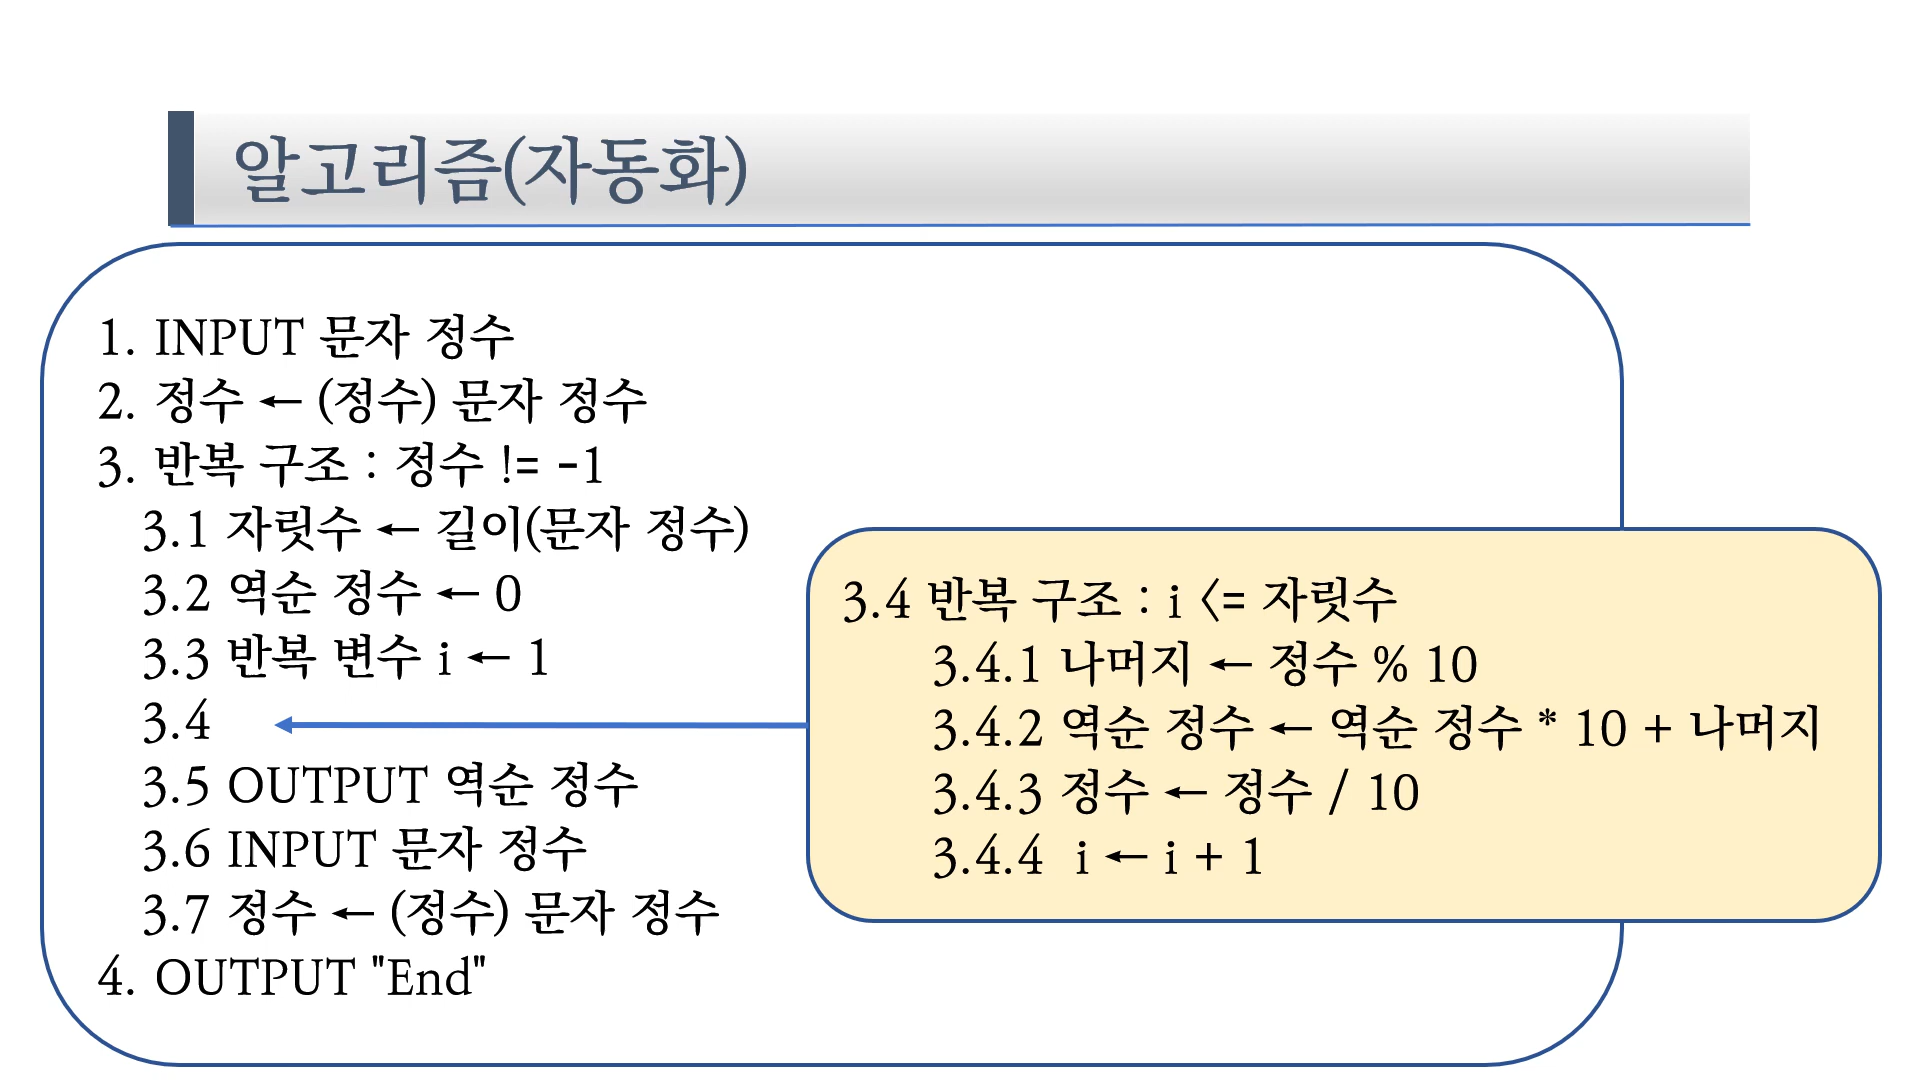 알고리즘(자동화)
1. INPUT 문자 정수
2. 정수 ← (정수) 문자 정수
3. 반복 구조 : 정수 != -1
3.1 자릿수 ← 길이(문자 정수)
3.2 역순 정수 ← 0
3.3 반복 변수 i ← 1
3.4
3.5 OUTPUT 역순 정수
3.6 INPUT 문자 정수
3.7 정수 ← (정수) 문자 정수
4. OUTPUT "End"
3.4 반복 구조 : i <= 자릿수
3.4.1 나머지 ← 정수 % 10
3.4.2 역순 정수 ← 역순 정수 * 10 + 나머지
3.4.3 정수 ← 정수 / 10
3.4.4 i ← i + 1